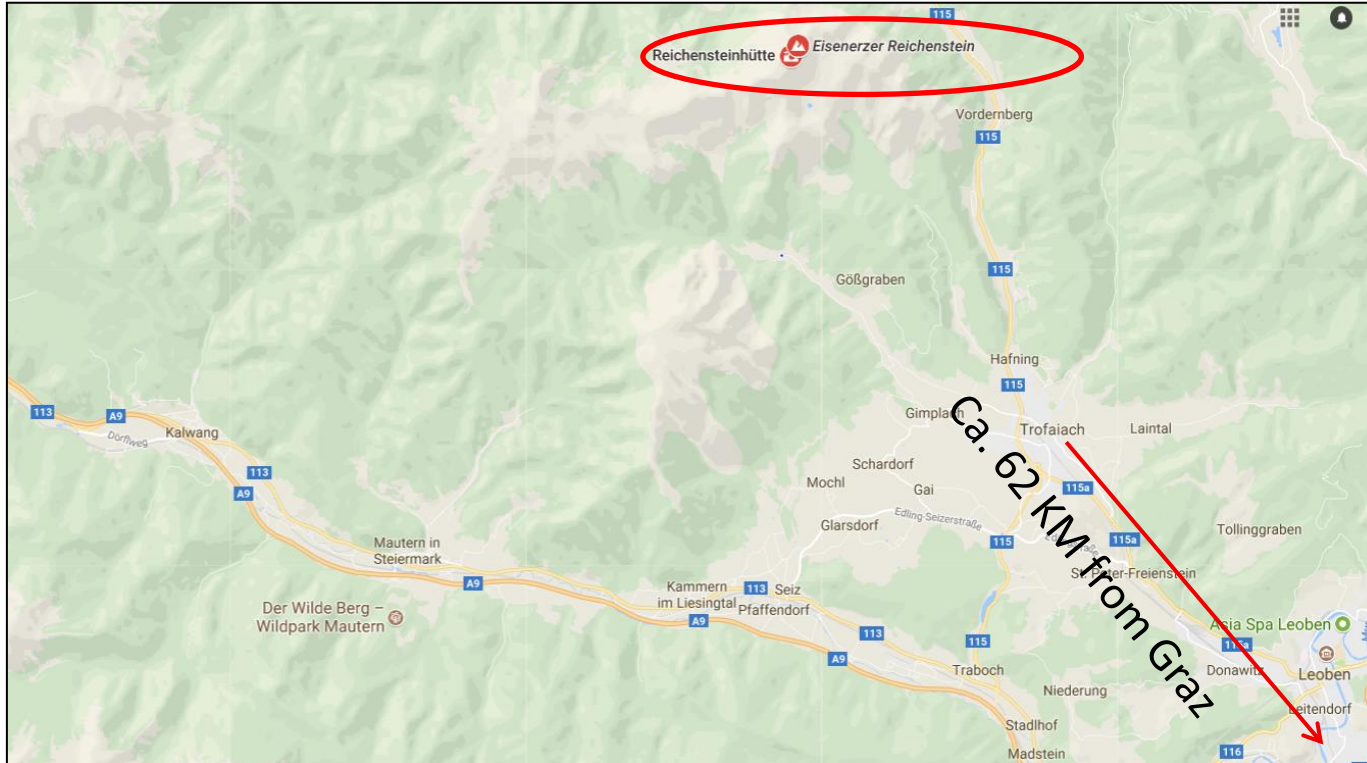 115
Eisenerzer Reichenstein
Reichensteinhütte
Vordernberg
115
115
Gößgraben
Hafning
115
113
A9
Dörflweg
Kalwang
Gimplach
Trofaiach
Laintal
Ca. 62 KM from Graz
Schardorf
113
A9
Mochl
Gai
115a
Glarsdorf
Edling-Seizerstraße
Tollinggraben
115
115a
Mautern in
Steiermark
St. Peter-Freienstein
A9
Kammern
im Liesingtal
113
Seiz
Pfaffendorf
A9
Der Wilde Berg –
Wildpark Mautern
Asia Spa Leoben
113
115
115a
A9
Traboch
Donawitz
Leoben
Niederung
Leitendorf
Stadlhof
Madstein
116